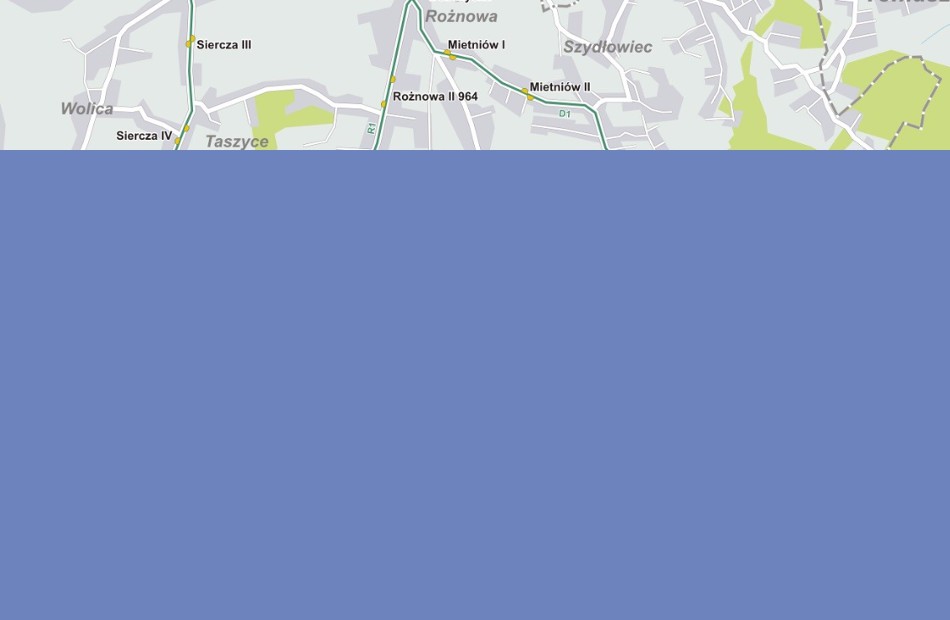 Rożnowa
Siercza III
Mietniów I
Szydłowiec
Mietniów II
Rożnowa II 964
Wolica
D1
R1
Siercza IV
Taszyce